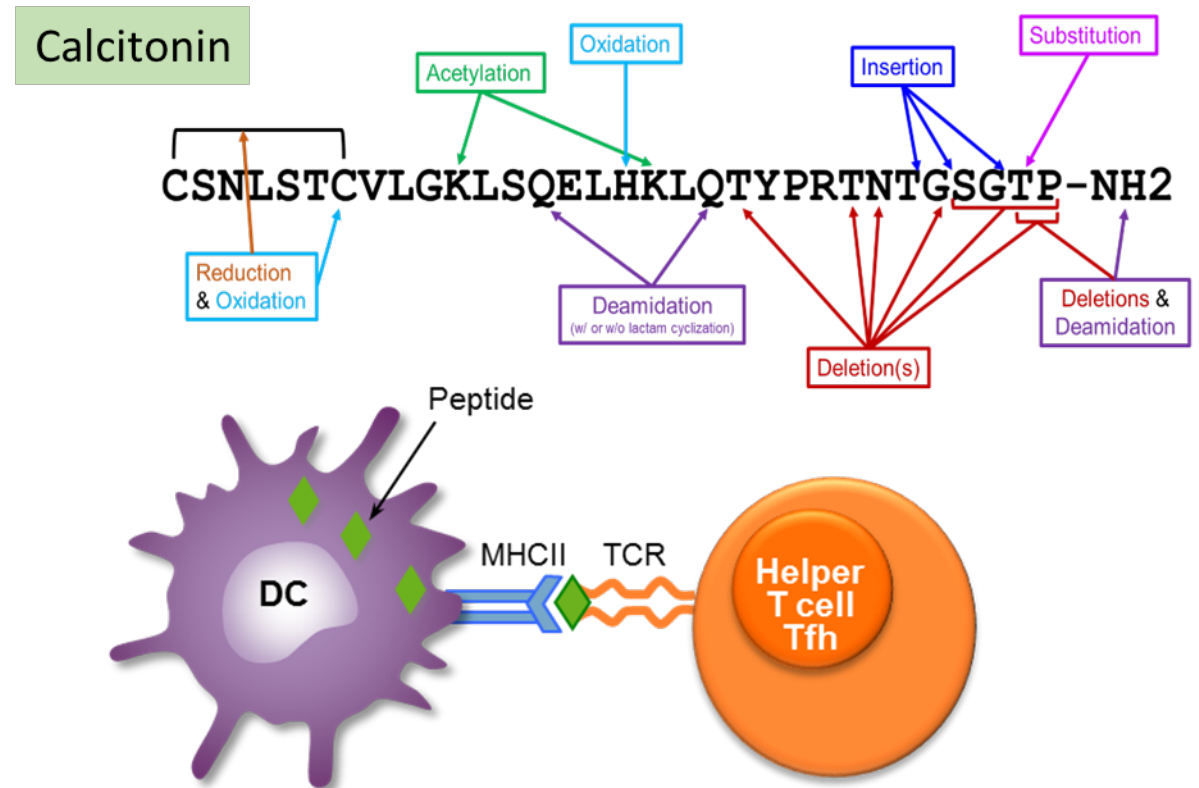 Calcitonin
Oxidation
Substitution
Acetylation
Insertion
CSNLSTCVLGKLSQELHKLQTYPRTNTGSGTP-NH2
Reduction
& Oxidation
Deamidation
(w/ or w/o lactam cyclization)
Deletions &
Deamidation
Deletion(s)
Peptide
MHCII
TCR
DC
Helper
T cell
Tfh